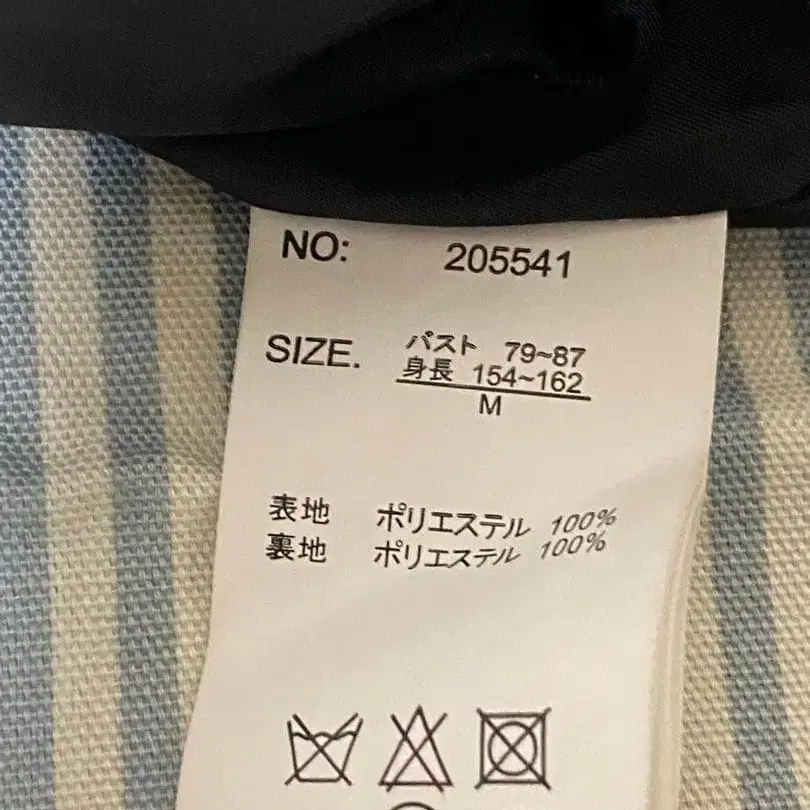 NO: 205541
SIZE. バスト 79~87
身長 154~162
M
表地 ポリエステル 100%
裏地 ポリエステル 100%